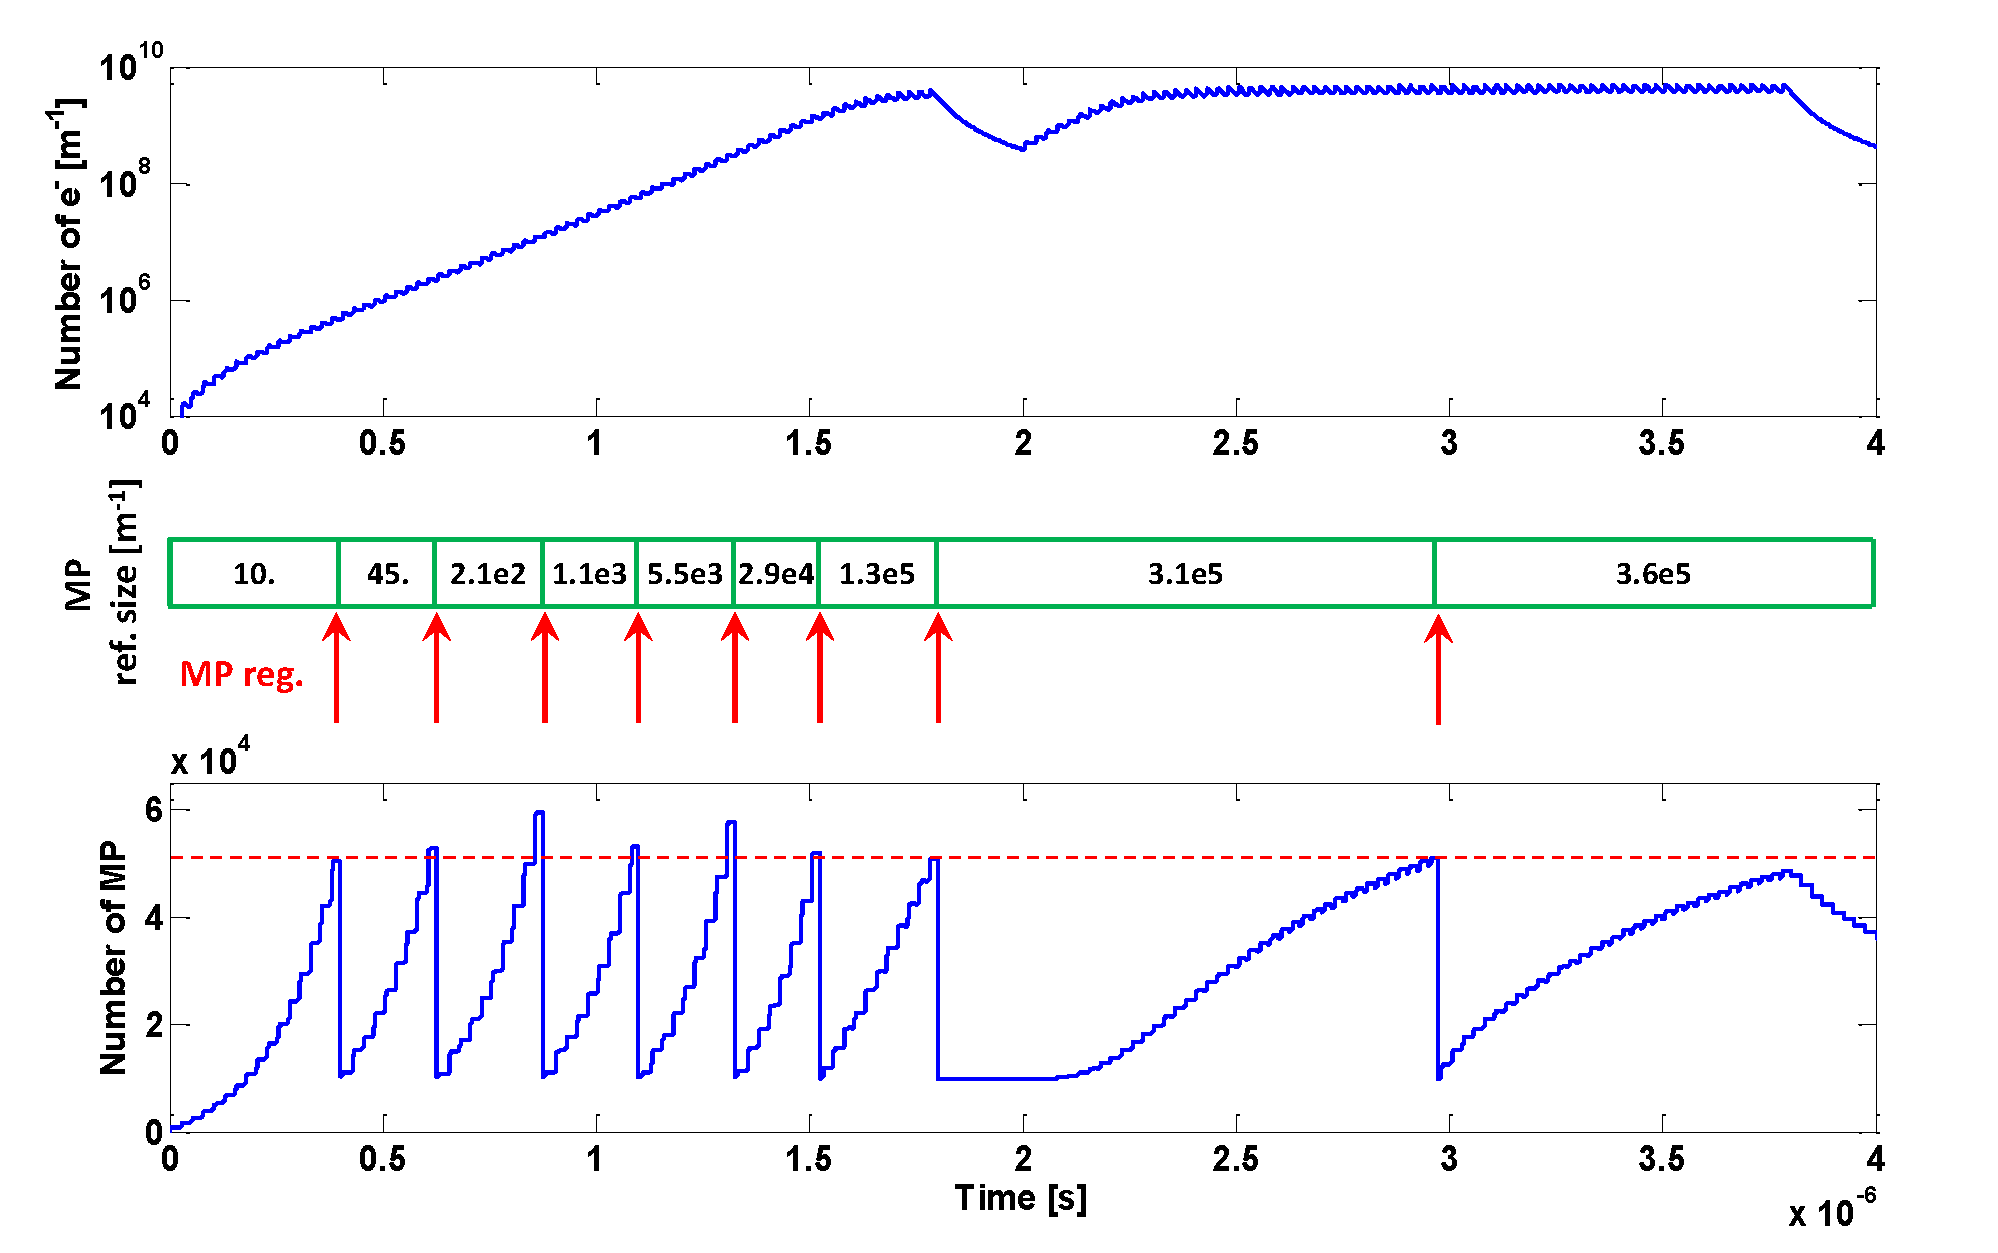 10^10
10^8
10^6
10^4
Number of e^- [m^-1]
0 0.5 1 1.5 2 2.5 3 3.5 4
MP
ref. size [m^-1]
10. 45. 2.1e2 1.1e3 5.5e3 2.9e4 1.3e5 3.1e5 3.6e5
MP reg.
x 10^4
6
4
2
0
Number of MP
0 0.5 1 1.5 2 2.5 3 3.5 4
Time [s]
x 10^-6